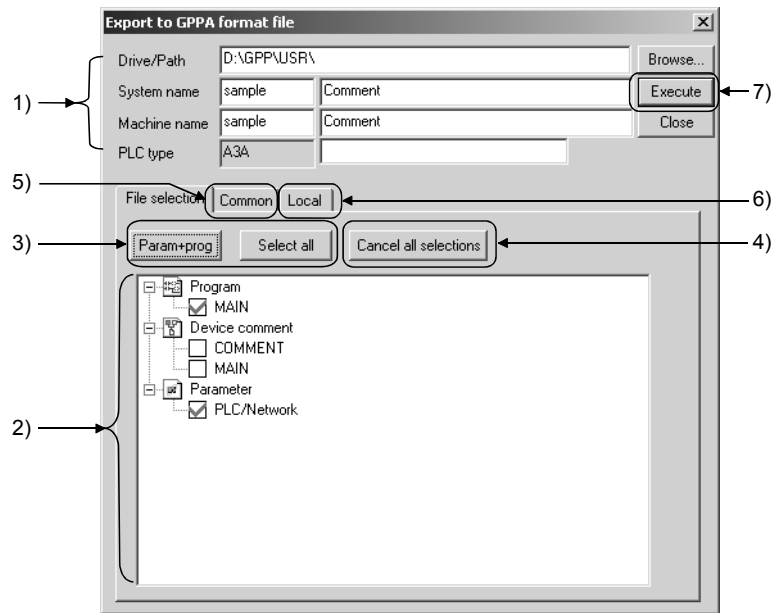 Export to GPPA format file
Drive/Path D:\GPP\USR\ Browse...
System name sample Comment Execute
Machine name sample Comment Close
PLC type A3A
1)
7)
5)
6)
File selection Common Local
3)
4)
Param+prog Select all Cancel all selections
Program
MAIN
Device comment
COMMENT
MAIN
Parameter
PLC/Network
2)